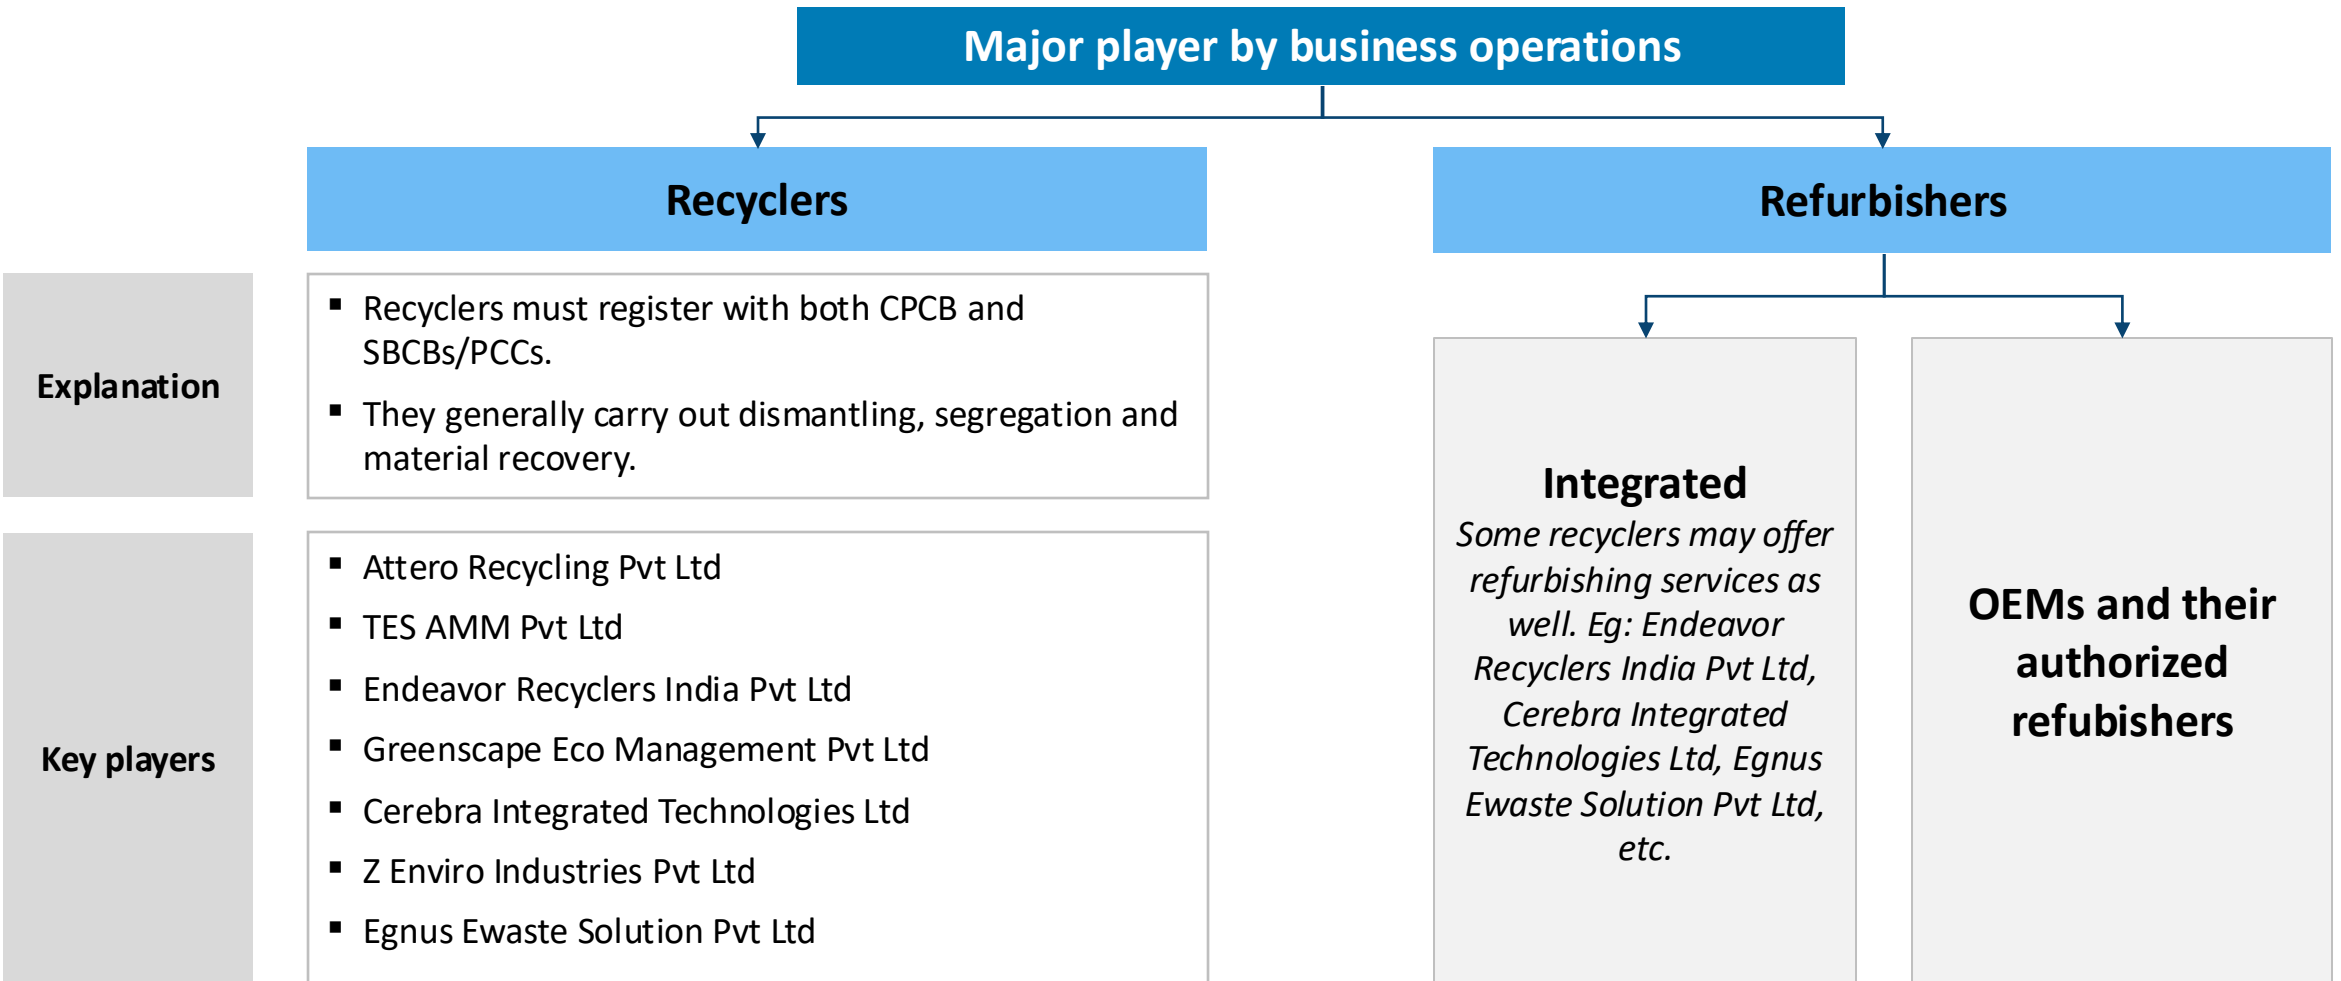 Major player by business operations
Recyclers
Refurbishers
Explanation
▪ Recyclers must register with both CPCB and
SBCBs/PCCs.
▪ They generally carry out dismantling, segregation and
material recovery.
Key players
▪ Attero Recycling Pvt Ltd
▪ TES AMM Pvt Ltd
▪ Endeavor Recyclers India Pvt Ltd
▪ Greenscape Eco Management Pvt Ltd
▪ Cerebra Integrated Technologies Ltd
▪ Z Enviro Industries Pvt Ltd
▪ Egnus Ewaste Solution Pvt Ltd
Integrated
Some recyclers may offer
refurbishing services as
well. Eg: Endeavor
Recyclers India Pvt Ltd,
Cerebra Integrated
Technologies Ltd, Egnus
Ewaste Solution Pvt Ltd,
etc.
OEMs and their
authorized
refubishers